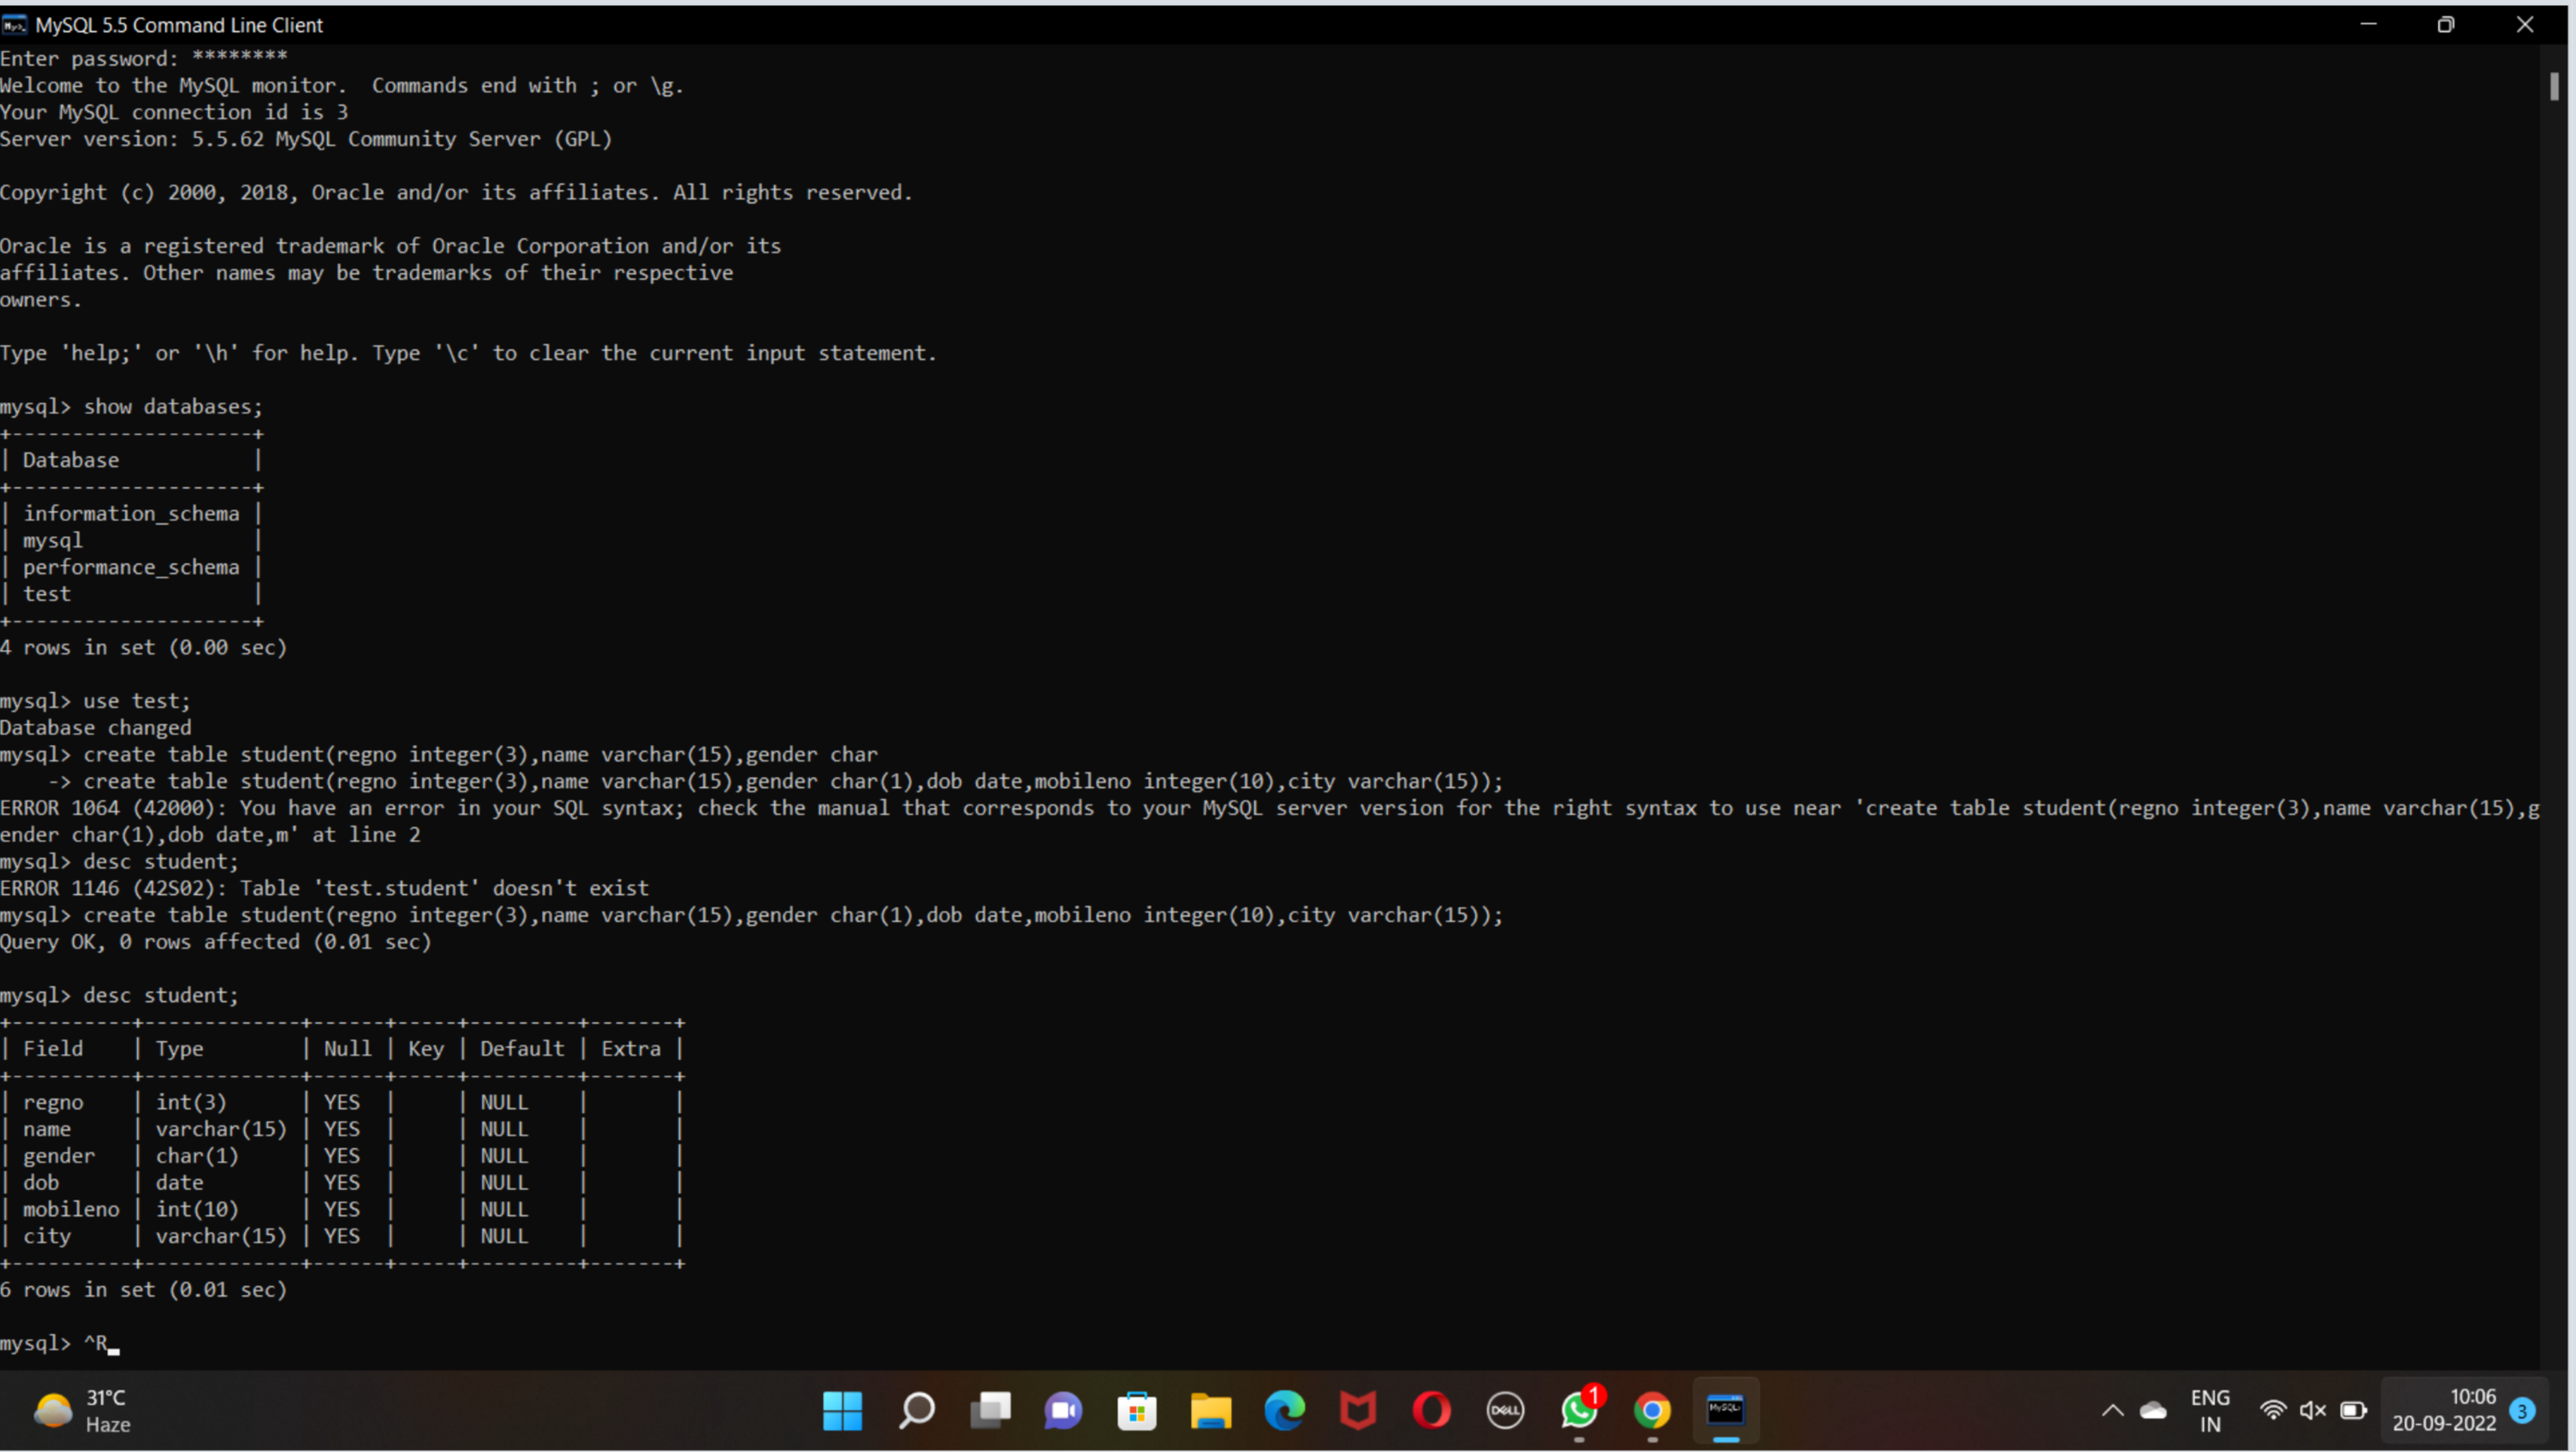 MySQL 5.5 Command Line Client
Enter password: ********
Welcome to the MySQL monitor.  Commands end with ; or \g.
Your MySQL connection id is 3
Server version: 5.5.62 MySQL Community Server (GPL)

Copyright (c) 2000, 2018, Oracle and/or its affiliates. All rights reserved.

Oracle is a registered trademark of Oracle Corporation and/or its
affiliates. Other names may be trademarks of their respective
owners.

Type 'help;' or '\h' for help. Type '\c' to clear the current input statement.

mysql> show databases;
+--------------------+
| Database           |
+--------------------+
| information_schema |
| mysql              |
| performance_schema |
| test               |
+--------------------+
4 rows in set (0.00 sec)

mysql> use test;
Database changed
mysql> create table student(regno integer(3),name varchar(15),gender char
    -> create table student(regno integer(3),name varchar(15),gender char(1),dob date,mobileno integer(10),city varchar(15));
ERROR 1064 (42000): You have an error in your SQL syntax; check the manual that corresponds to your MySQL server version for the right syntax to use near 'create table student(regno integer(3),name varchar(15),g
ender char(1),dob date,m' at line 2
mysql> desc student;
ERROR 1146 (42S02): Table 'test.student' doesn't exist
mysql> create table student(regno integer(3),name varchar(15),gender char(1),dob date,mobileno integer(10),city varchar(15));
Query OK, 0 rows affected (0.01 sec)

mysql> desc student;
+----------+-------------+------+-----+---------+-------+
| Field    | Type        | Null | Key | Default | Extra |
+----------+-------------+------+-----+---------+-------+
| regno    | int(3)      | YES  |     | NULL    |       |
| name     | varchar(15) | YES  |     | NULL    |       |
| gender   | char(1)     | YES  |     | NULL    |       |
| dob      | date        | YES  |     | NULL    |       |
| mobileno | int(10)     | YES  |     | NULL    |       |
| city     | varchar(15) | YES  |     | NULL    |       |
+----------+-------------+------+-----+---------+-------+
6 rows in set (0.01 sec)

mysql> ^R_
31°C
Haze
DELL
1
MySQL
ENG
IN
10:06
20-09-2022
3